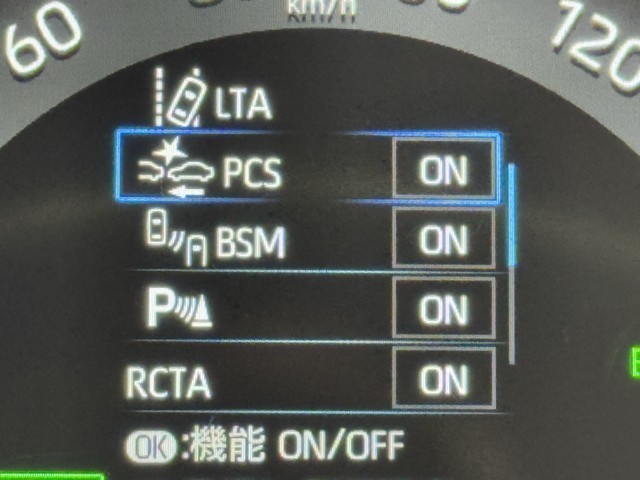 60
km/h
120
LTA
PCS ON
BSM ON
P ON
RCTA ON
OK :機能 ON/OFF